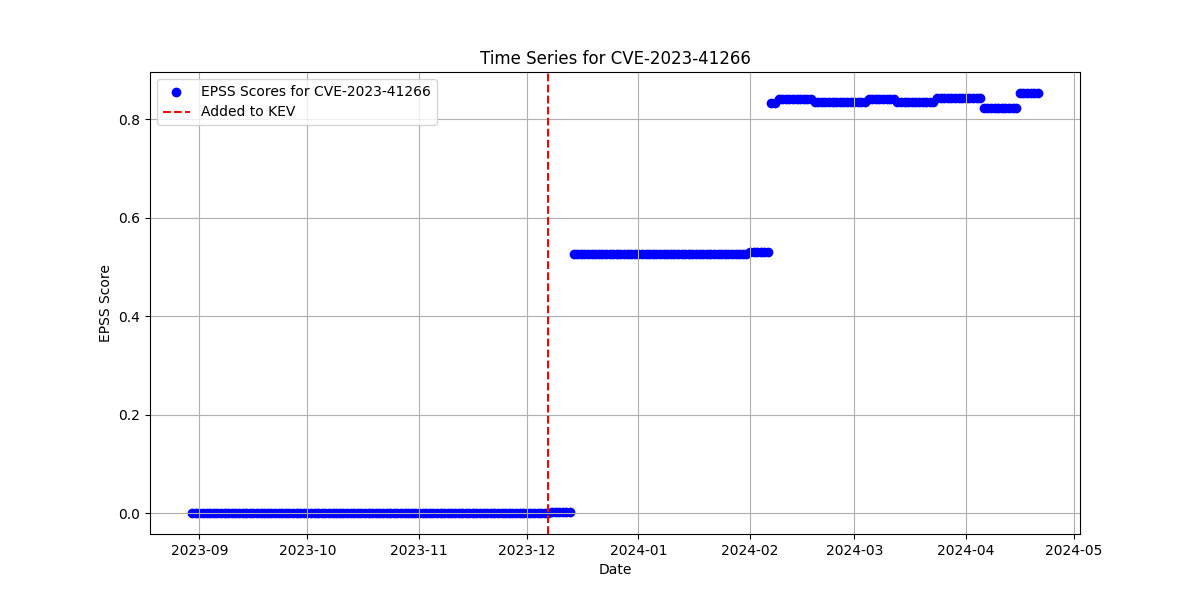 Time Series for CVE-2023-41266
EPSS Scores for CVE-2023-41266
Added to KEV
EPSS Score
0.8
0.6
0.4
0.2
0.0
2023-09 2023-10 2023-11 2023-12 2024-01 2024-02 2024-03 2024-04 2024-05
Date